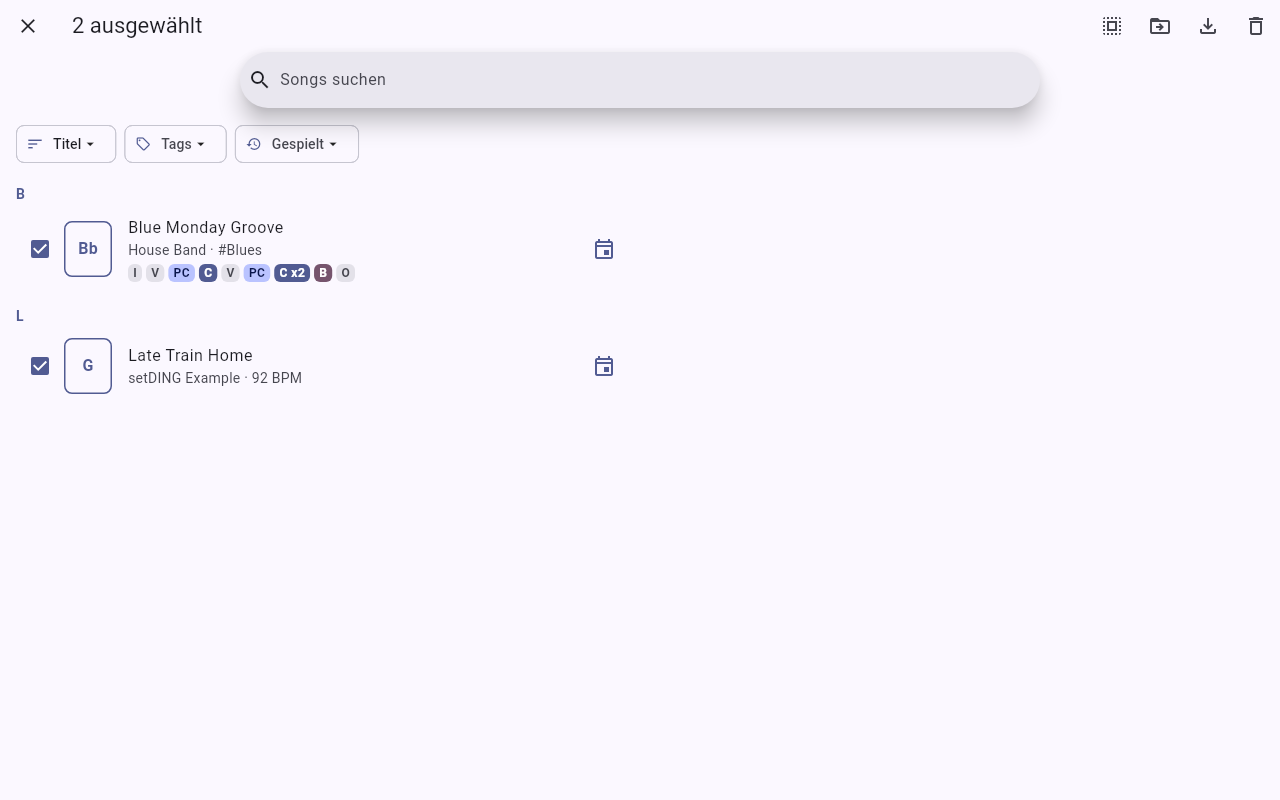 2 ausgewählt
Songs suchen
Titel
Tags
Gespielt
B
Bb
Blue Monday Groove
House Band · #Blues
I V PC C V PC C x2 B O
L
G
Late Train Home
setDING Example · 92 BPM